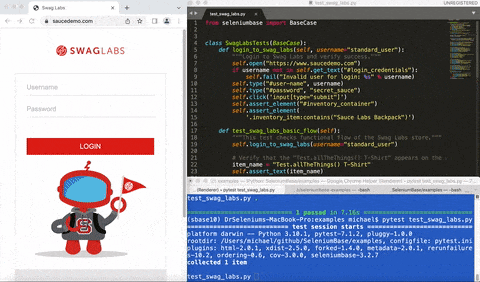 Swag Labs
saucedemo.com
SWAGLABS
Username
Password
LOGIN
test_swag_labs.py
UNREGISTERED
test_swag_labs.py
from seleniumbase import BaseCase
class SwagLabsTests(BaseCase):
def login_to_swag_labs(self, username="standard_user"):
"""Login to Swag Labs and verify success."""
self.open("https://www.saucedemo.com")
if username not in self.get_text("#login_credentials"):
self.fail("Invalid user for login: %s" % username)
self.type("#user-name", username)
self.type("#password", "secret_sauce")
self.click('input[type="submit"]')
self.assert_element("#inventory_container")
self.assert_element(
'.inventory_item:contains("Sauce Labs Backpack")')
def test_swag_labs_basic_flow(self):
"""This test checks functional flow of the Swag Labs store.
self.login_to_swag_labs(username="standard_user")
# Verify that the "Test.allTheThings() T-Shirt" appears on the
item_name = "Test.allTheThings() T-Shirt"
self.assert_text(item_name)
test_swag_labs.py .
1 passed in 7.16s
(sbase10) DrSelenius-MacBook-Pro:examples michael$ pytest test_swag_labs.py
test session starts
platform darwin -- Python 3.10.1, pytest-7.1.2, pluggy-1.0.0
rootdir: /Users/michael/github/SeleniumBase/examples, configfile: pytest.ini
plugins: html-2.0.1, xdist-2.5.0, forked-1.4.0, metadata-2.0.1, rerunfailure
s-10.2, ordering-0.6, cov-3.0.0, seleniumbase-3.2.7
collected 1 item
test_swag_labs.py